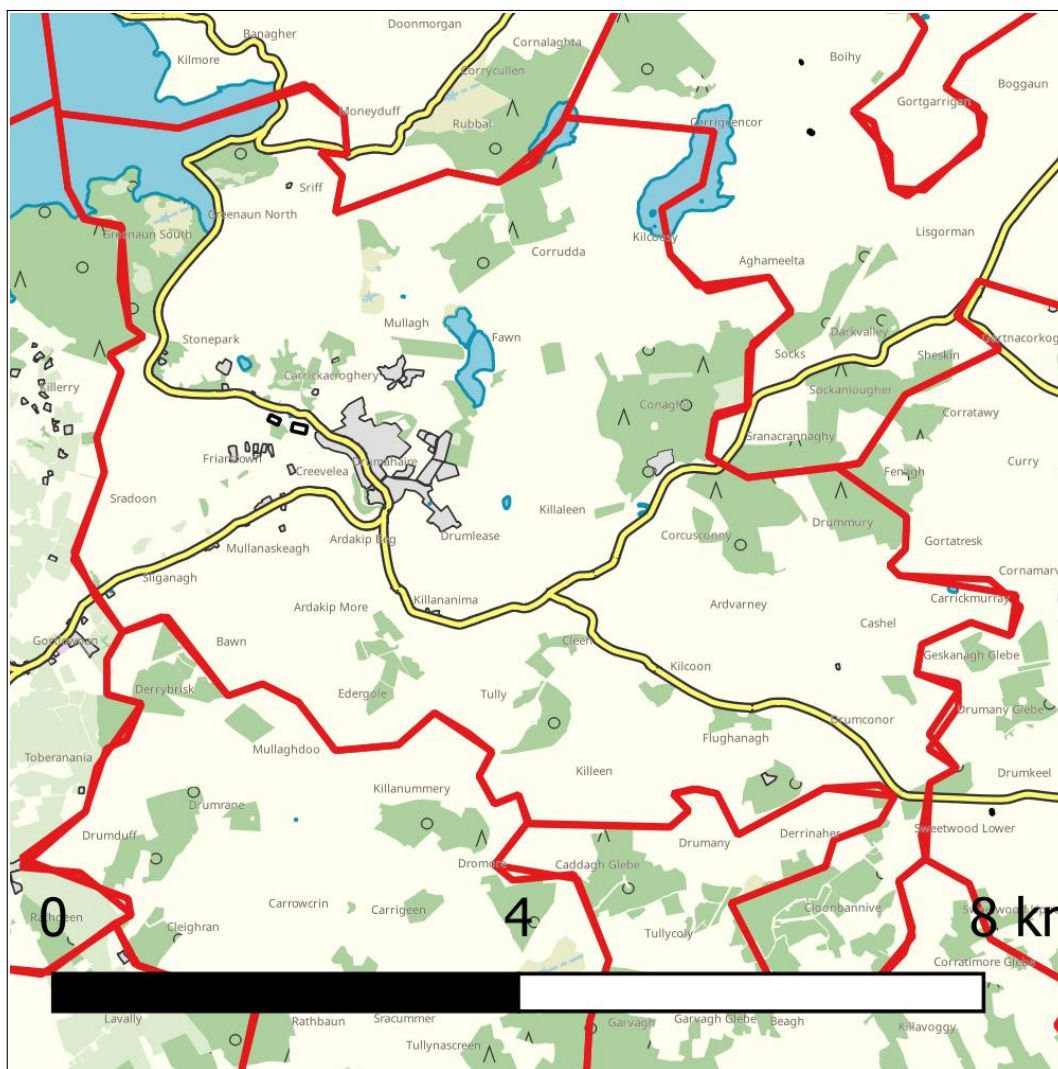 Doonmorgan
Banagher
Cornalaghta
Kilmore
Boihy
Corrycullen
Boggaun
Gortgarrigan
Moneyduff
Rubbal
Carrigeencor
Sriff
Greenaun North
Greenaun South
Lisgorman
Kilcoosy
Corrudda
Aghameelta
Mullagh
Darkvalley
Stonepark
Fawn
Gortnacorkog
Socks
Sheskin
Carrickacroghery
Killerry
Sockanlougher
Conaghil
Corratawy
Sranacrannaghy
Friarstown
Drumahaire
Creevelea
Curry
Fenagh
Sradoon
Killaleen
Drummury
Ardakip Beg
Drumlease
Corcusconny
Gortatresk
Mullanaskeagh
Sliganagh
Cornamarv
Killananima
Carrickmurray
Ardakip More
Ardvarney
Cashel
Bawn
Cleen
Geskanagh Glebe
Kilcoon
Derrybrisk
Edergole
Tully
Drumany Glebe
Drumconor
Flughanagh
Mullaghdoo
Toberanania
Killeen
Drumkeel
Killanummery
Drumrane
Sweetwood Lower
Drumduff
Derrinaher
Drumany
Dromore
Caddagh Glebe
Carrowcrin
Carrigeen
Cloonbannive
Rathgeen
0 4 8 km
Cleighran
Tullycoly
Corratimore Glebe
Lavally
Rathbaun
Sracummer
Garvagh
Garvagh Glebe
Beagh
Killavoggy
Tullynascreen